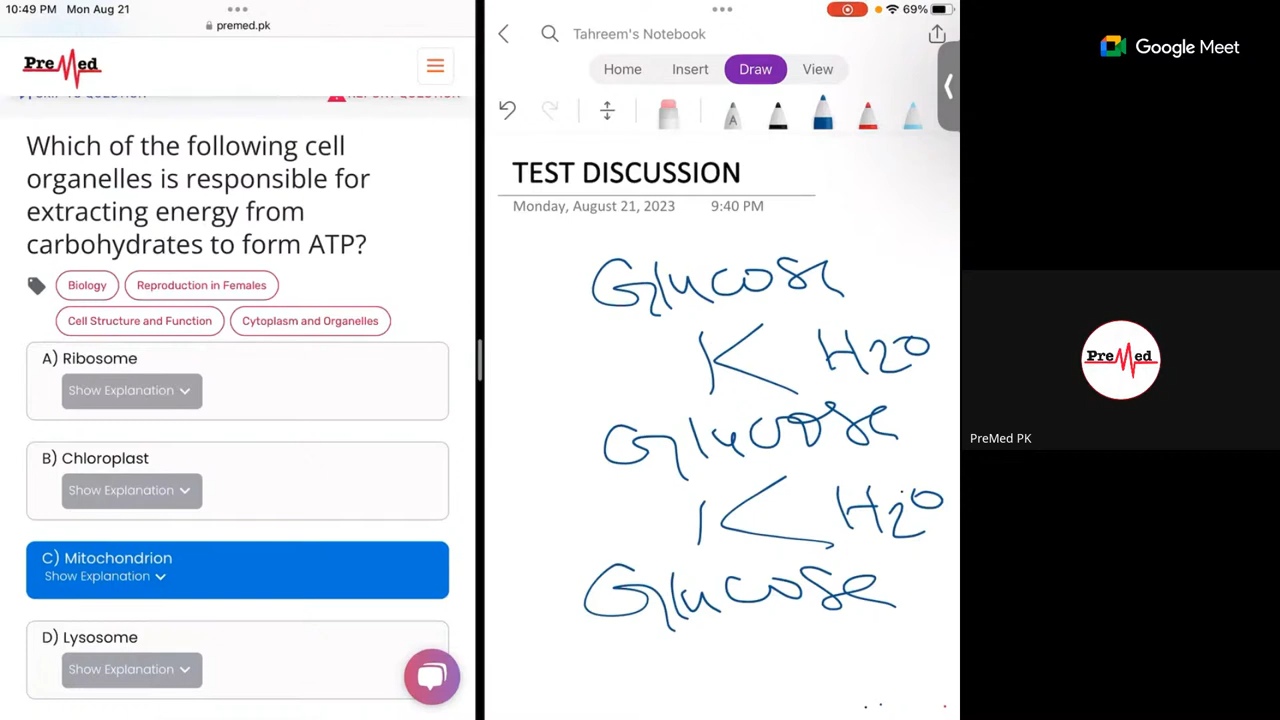 10:49 PM Mon Aug 21
premed.pk
PreMed
Which of the following cell
organelles is responsible for
extracting energy from
carbohydrates to form ATP?
Biology
Reproduction in Females
Cell Structure and Function
Cytoplasm and Organelles
A) Ribosome
Show Explanation
B) Chloroplast
Show Explanation
C) Mitochondrion
Show Explanation
D) Lysosome
Show Explanation
69%
Tahreem's Notebook
Home Insert Draw View
A
TEST DISCUSSION
Monday, August 21, 2023 9:40 PM
Glucose
K H2O
Glucose
K H2O
Glucose
Google Meet
PreMed
PreMed PK